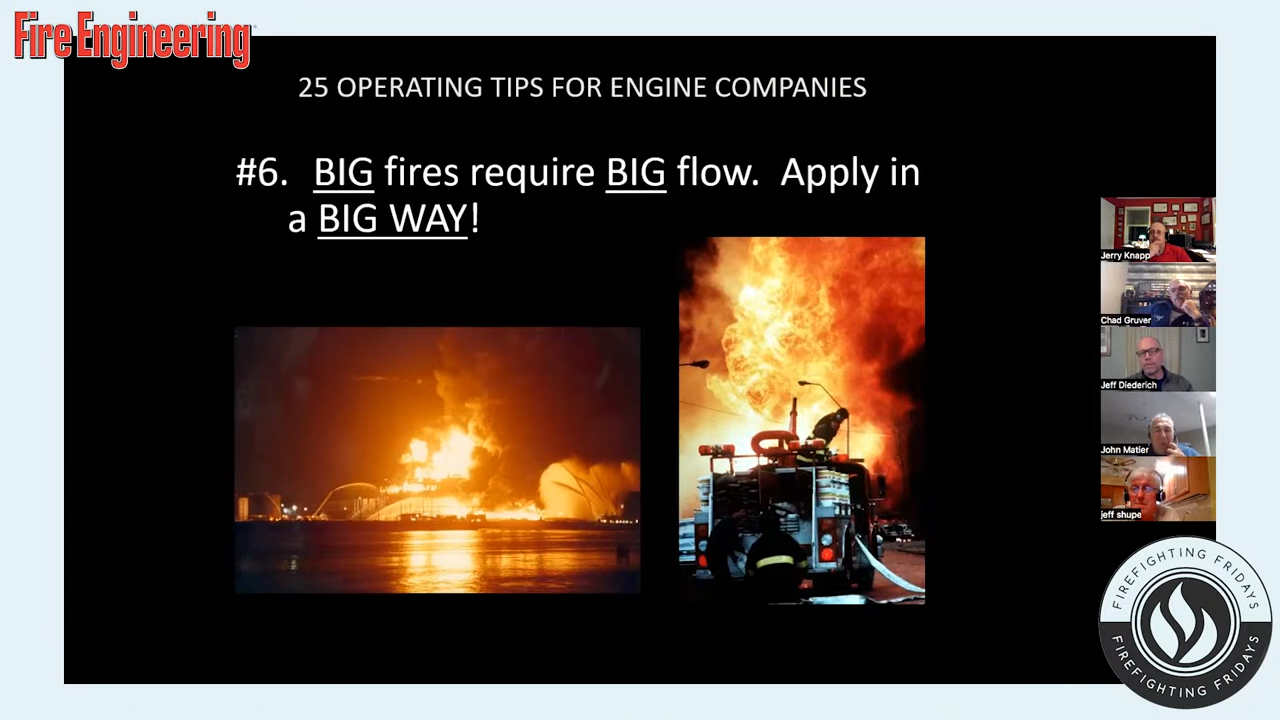 Fire Engineering
25 OPERATING TIPS FOR ENGINE COMPANIES
#6. BIG fires require BIG flow. Apply in
a BIG WAY!
Jerry Knapp
Chad Gruver
Jeff Diederich
John Matier
jeff shupe
FIREFIGHTING FRIDAYS
FIREFIGHTING FRIDAYS